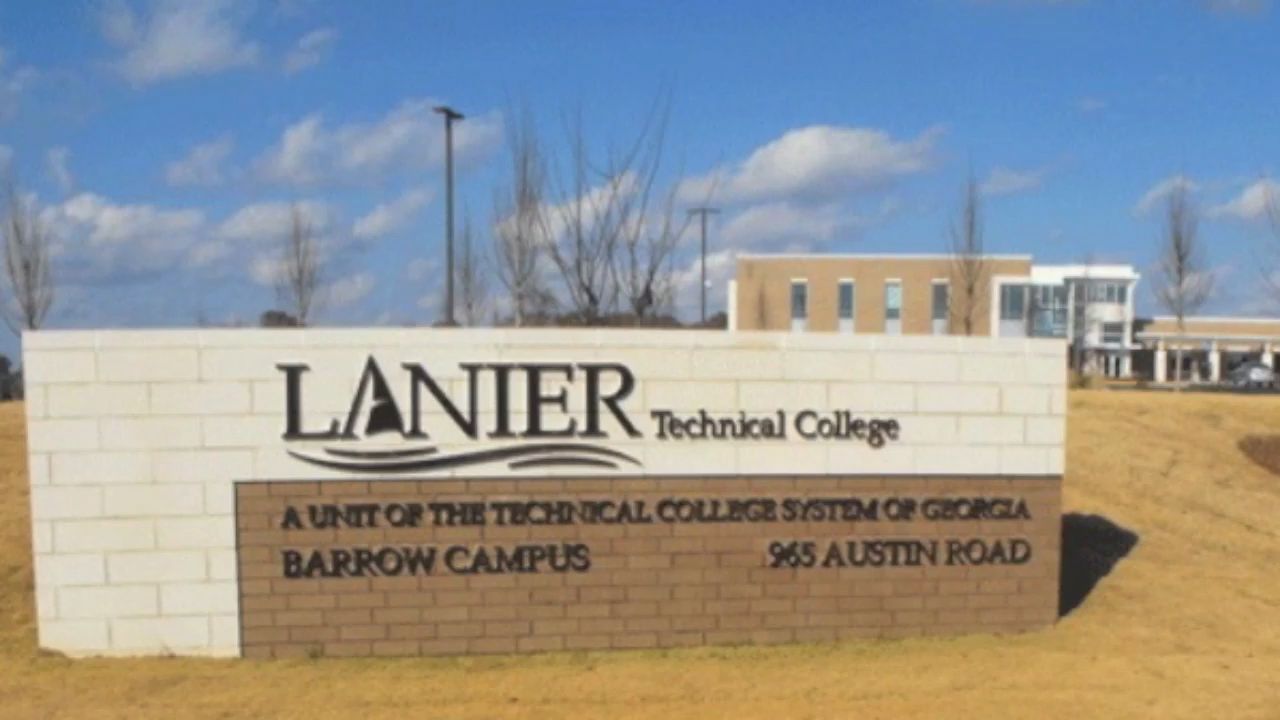 LANIER Technical College
A UNIT OF THE TECHNICAL COLLEGE SYSTEM OF GEORGIA
BARROW CAMPUS 965 AUSTIN ROAD